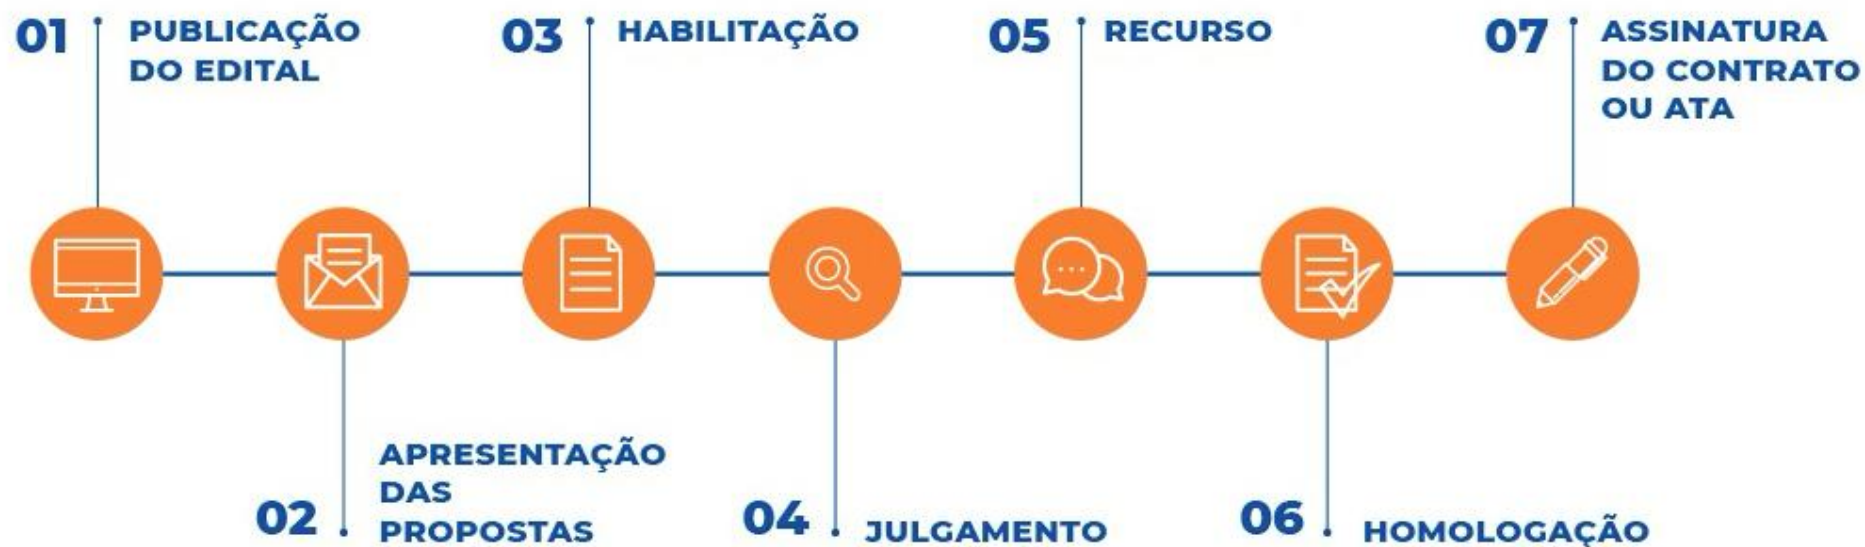 01
PUBLICAÇÃO
DO EDITAL
02
APRESENTAÇÃO
DAS
PROPOSTAS
03
HABILITAÇÃO
04
JULGAMENTO
05
RECURSO
06
HOMOLOGAÇÃO
07
ASSINATURA
DO CONTRATO
OU ATA